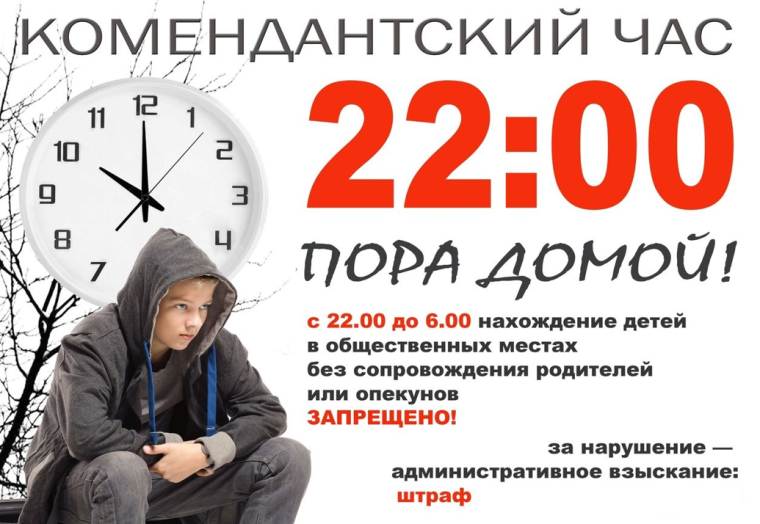 КОМЕНДАНТСКИЙ ЧАС
22:00
12
11
1
10
2
9
3
8
4
7
ПОРА ДОМОЙ!
с 22.00 до 6.00 нахождение детей
в общественных местах
без сопровождения родителей
или опекунов
ЗАПРЕЩЕНО!
за нарушение —
административное взыскание:
штраф